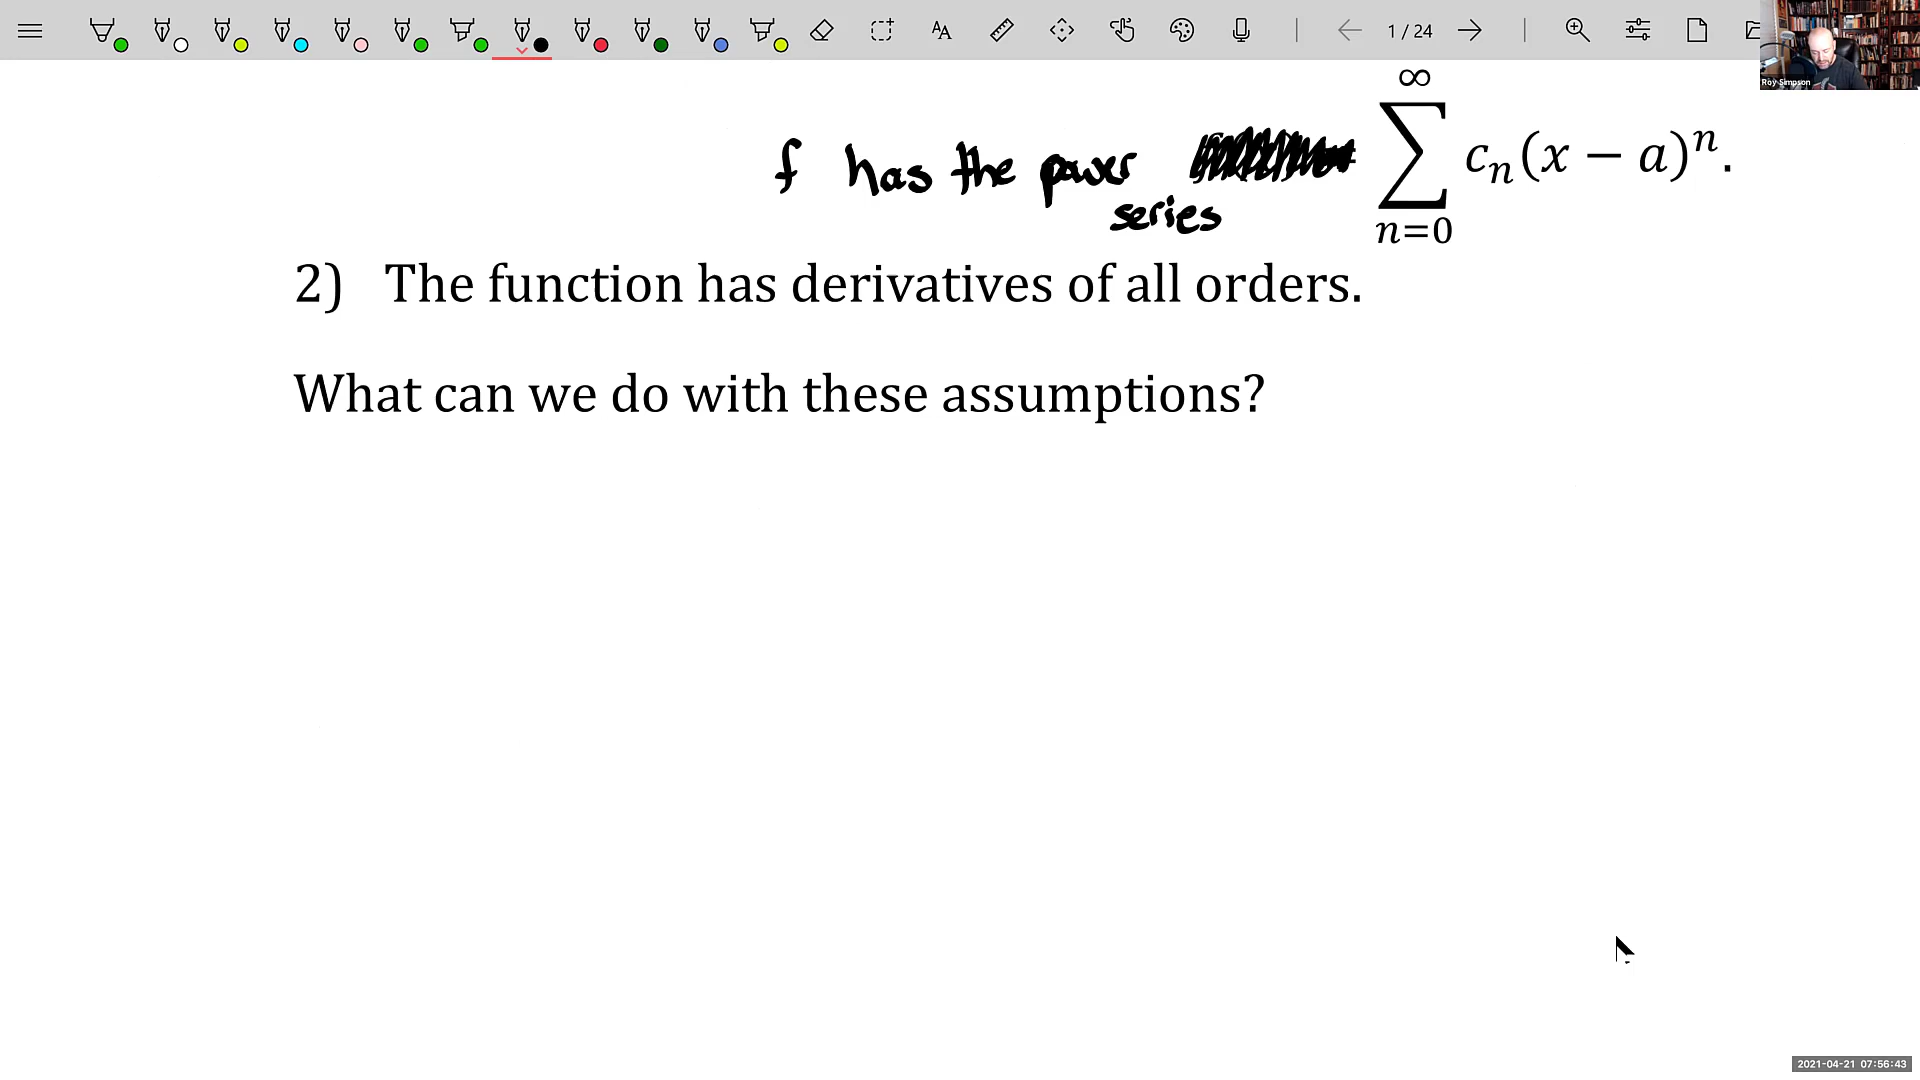 1 / 24
Roy Simpson
f has the power series $\sum_{n=0}^{\infty} c_n(x-a)^n.$
2) The function has derivatives of all orders.
What can we do with these assumptions?
2021-04-21 07:56:43